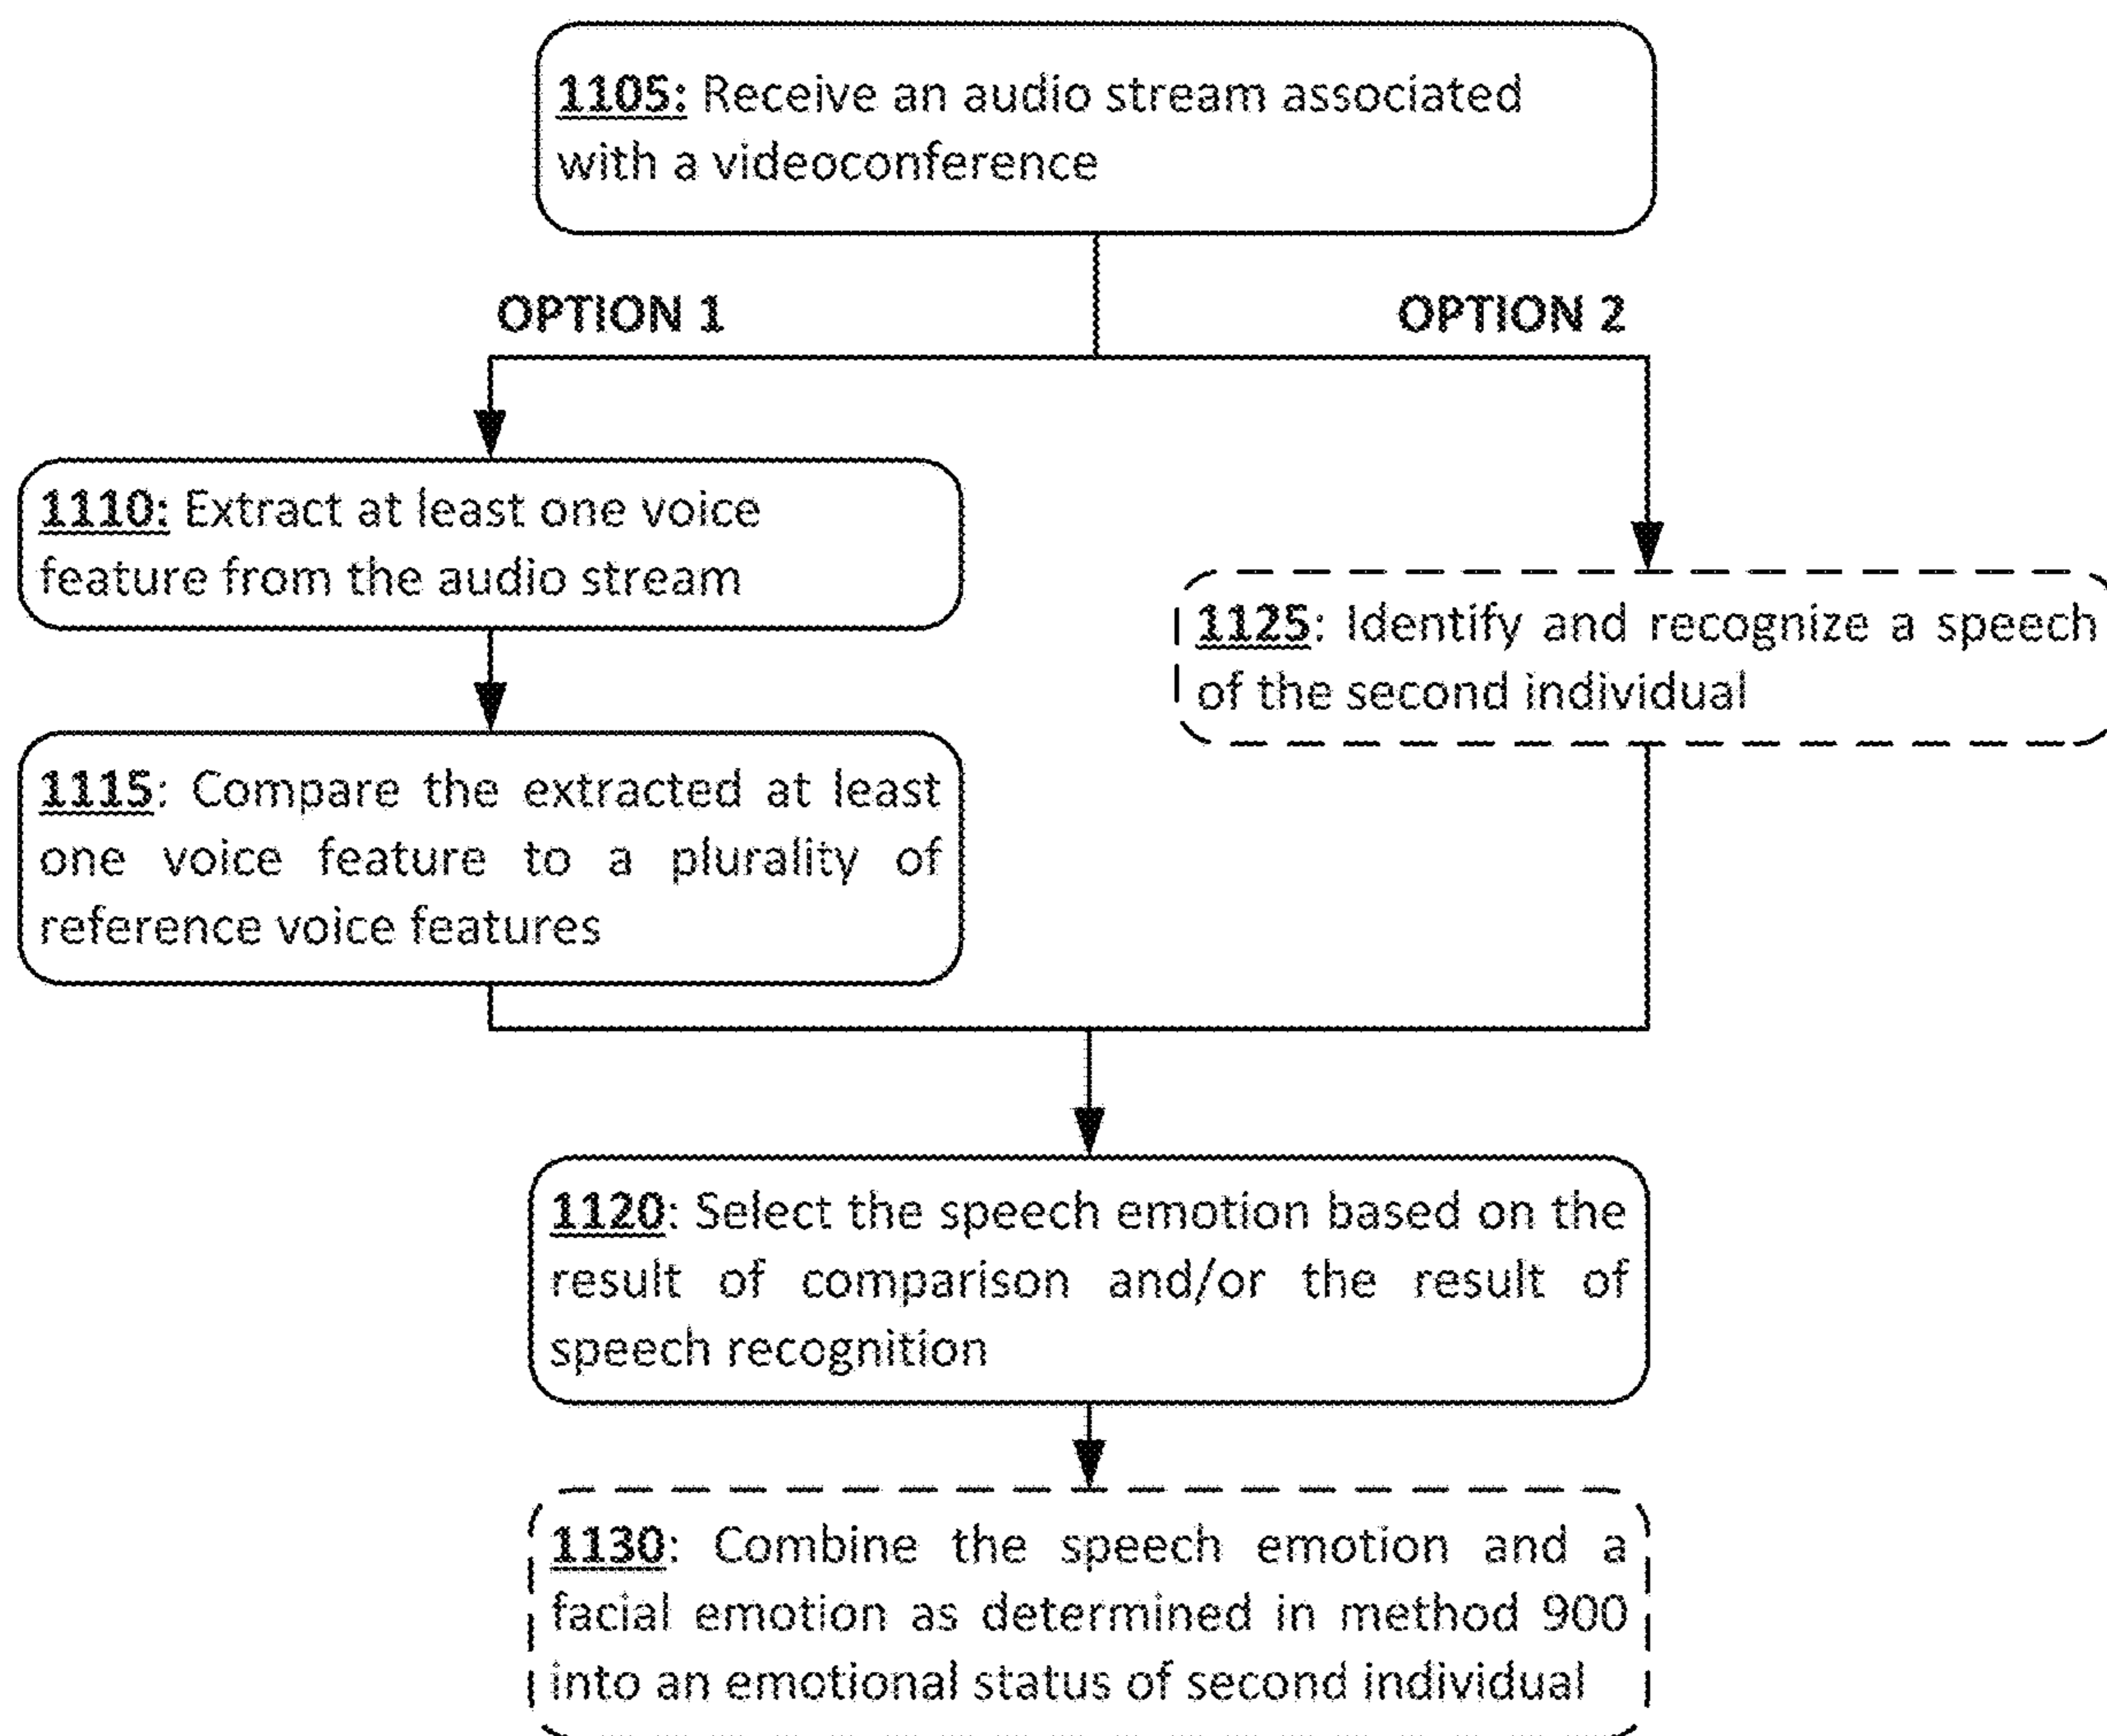 1105: Receive an audio stream associated
with a videoconference
OPTION 1
OPTION 2
1110: Extract at least one voice
feature from the audio stream
1125: Identify and recognize a speech
of the second individual
1115: Compare the extracted at least
one voice feature to a plurality of
reference voice features
1120: Select the speech emotion based on the
result of comparison and/or the result of
speech recognition
1130: Combine the speech emotion and a
facial emotion as determined in method 900
into an emotional status of second individual